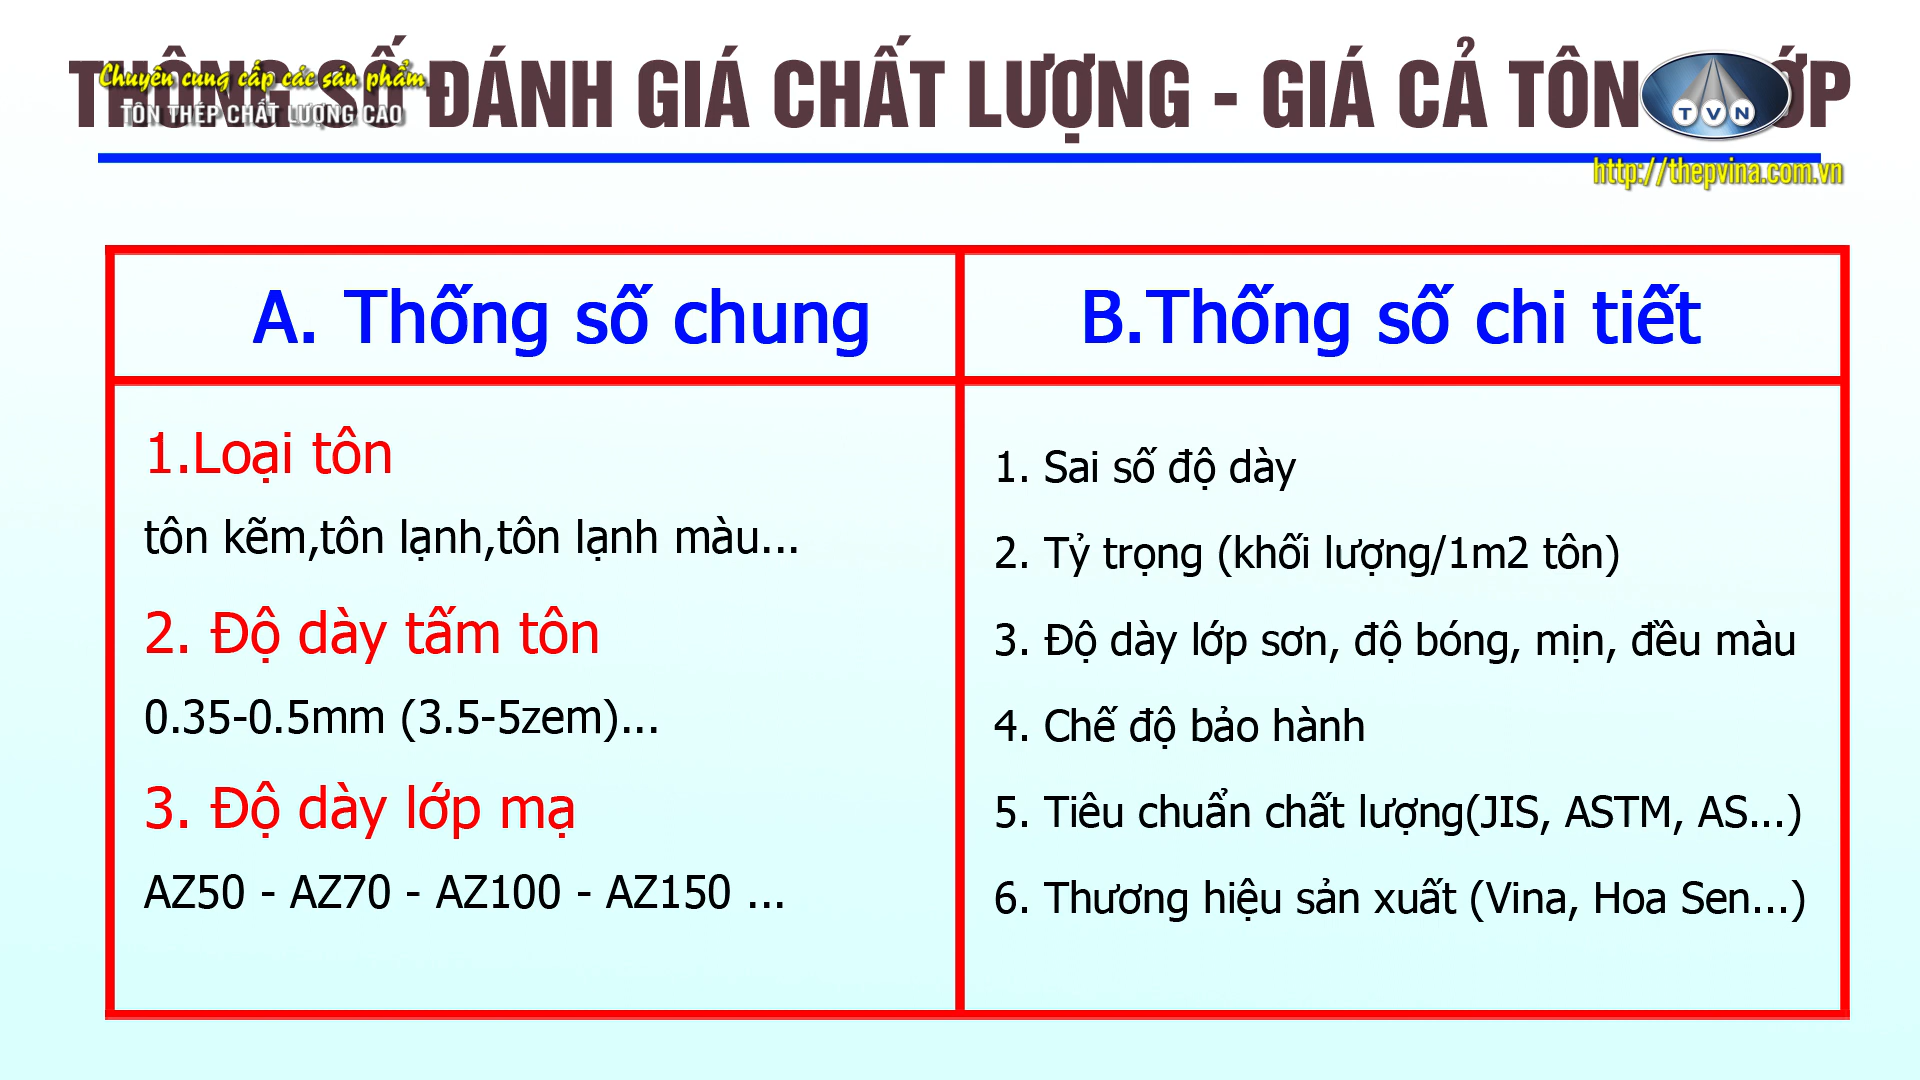 THÔNG SỐ ĐÁNH GIÁ CHẤT LƯỢNG - GIÁ CẢ TÔN LỚP
Chuyên cung cấp các sản phẩm
TÔN THÉP CHẤT LƯỢNG CAO
TVN
http://thepvina.com.vn
A. Thống số chung
B.Thống số chi tiết
1.Loại tôn
tôn kẽm,tôn lạnh,tôn lạnh màu...
2. Độ dày tấm tôn
0.35-0.5mm (3.5-5zem)...
3. Độ dày lớp mạ
AZ50 - AZ70 - AZ100 - AZ150 ...
1. Sai số độ dày
2. Tỷ trọng (khối lượng/1m2 tôn)
3. Độ dày lớp sơn, độ bóng, mịn, đều màu
4. Chế độ bảo hành
5. Tiêu chuẩn chất lượng(JIS, ASTM, AS...)
6. Thương hiệu sản xuất (Vina, Hoa Sen...)